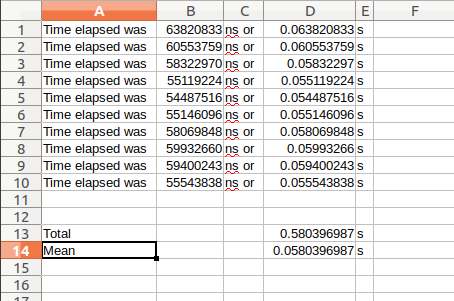 A B C D E F
1 Time elapsed was 63820833 ns or 0.063820833 s
2 Time elapsed was 60553759 ns or 0.060553759 s
3 Time elapsed was 58322970 ns or 0.05832297 s
4 Time elapsed was 55119224 ns or 0.055119224 s
5 Time elapsed was 54487516 ns or 0.054487516 s
6 Time elapsed was 55146096 ns or 0.055146096 s
7 Time elapsed was 58069848 ns or 0.058069848 s
8 Time elapsed was 59932660 ns or 0.05993266 s
9 Time elapsed was 59400243 ns or 0.059400243 s
10 Time elapsed was 55543838 ns or 0.055543838 s
11
12
13 Total 0.580396987 s
14 Mean 0.0580396987 s
15
16
17